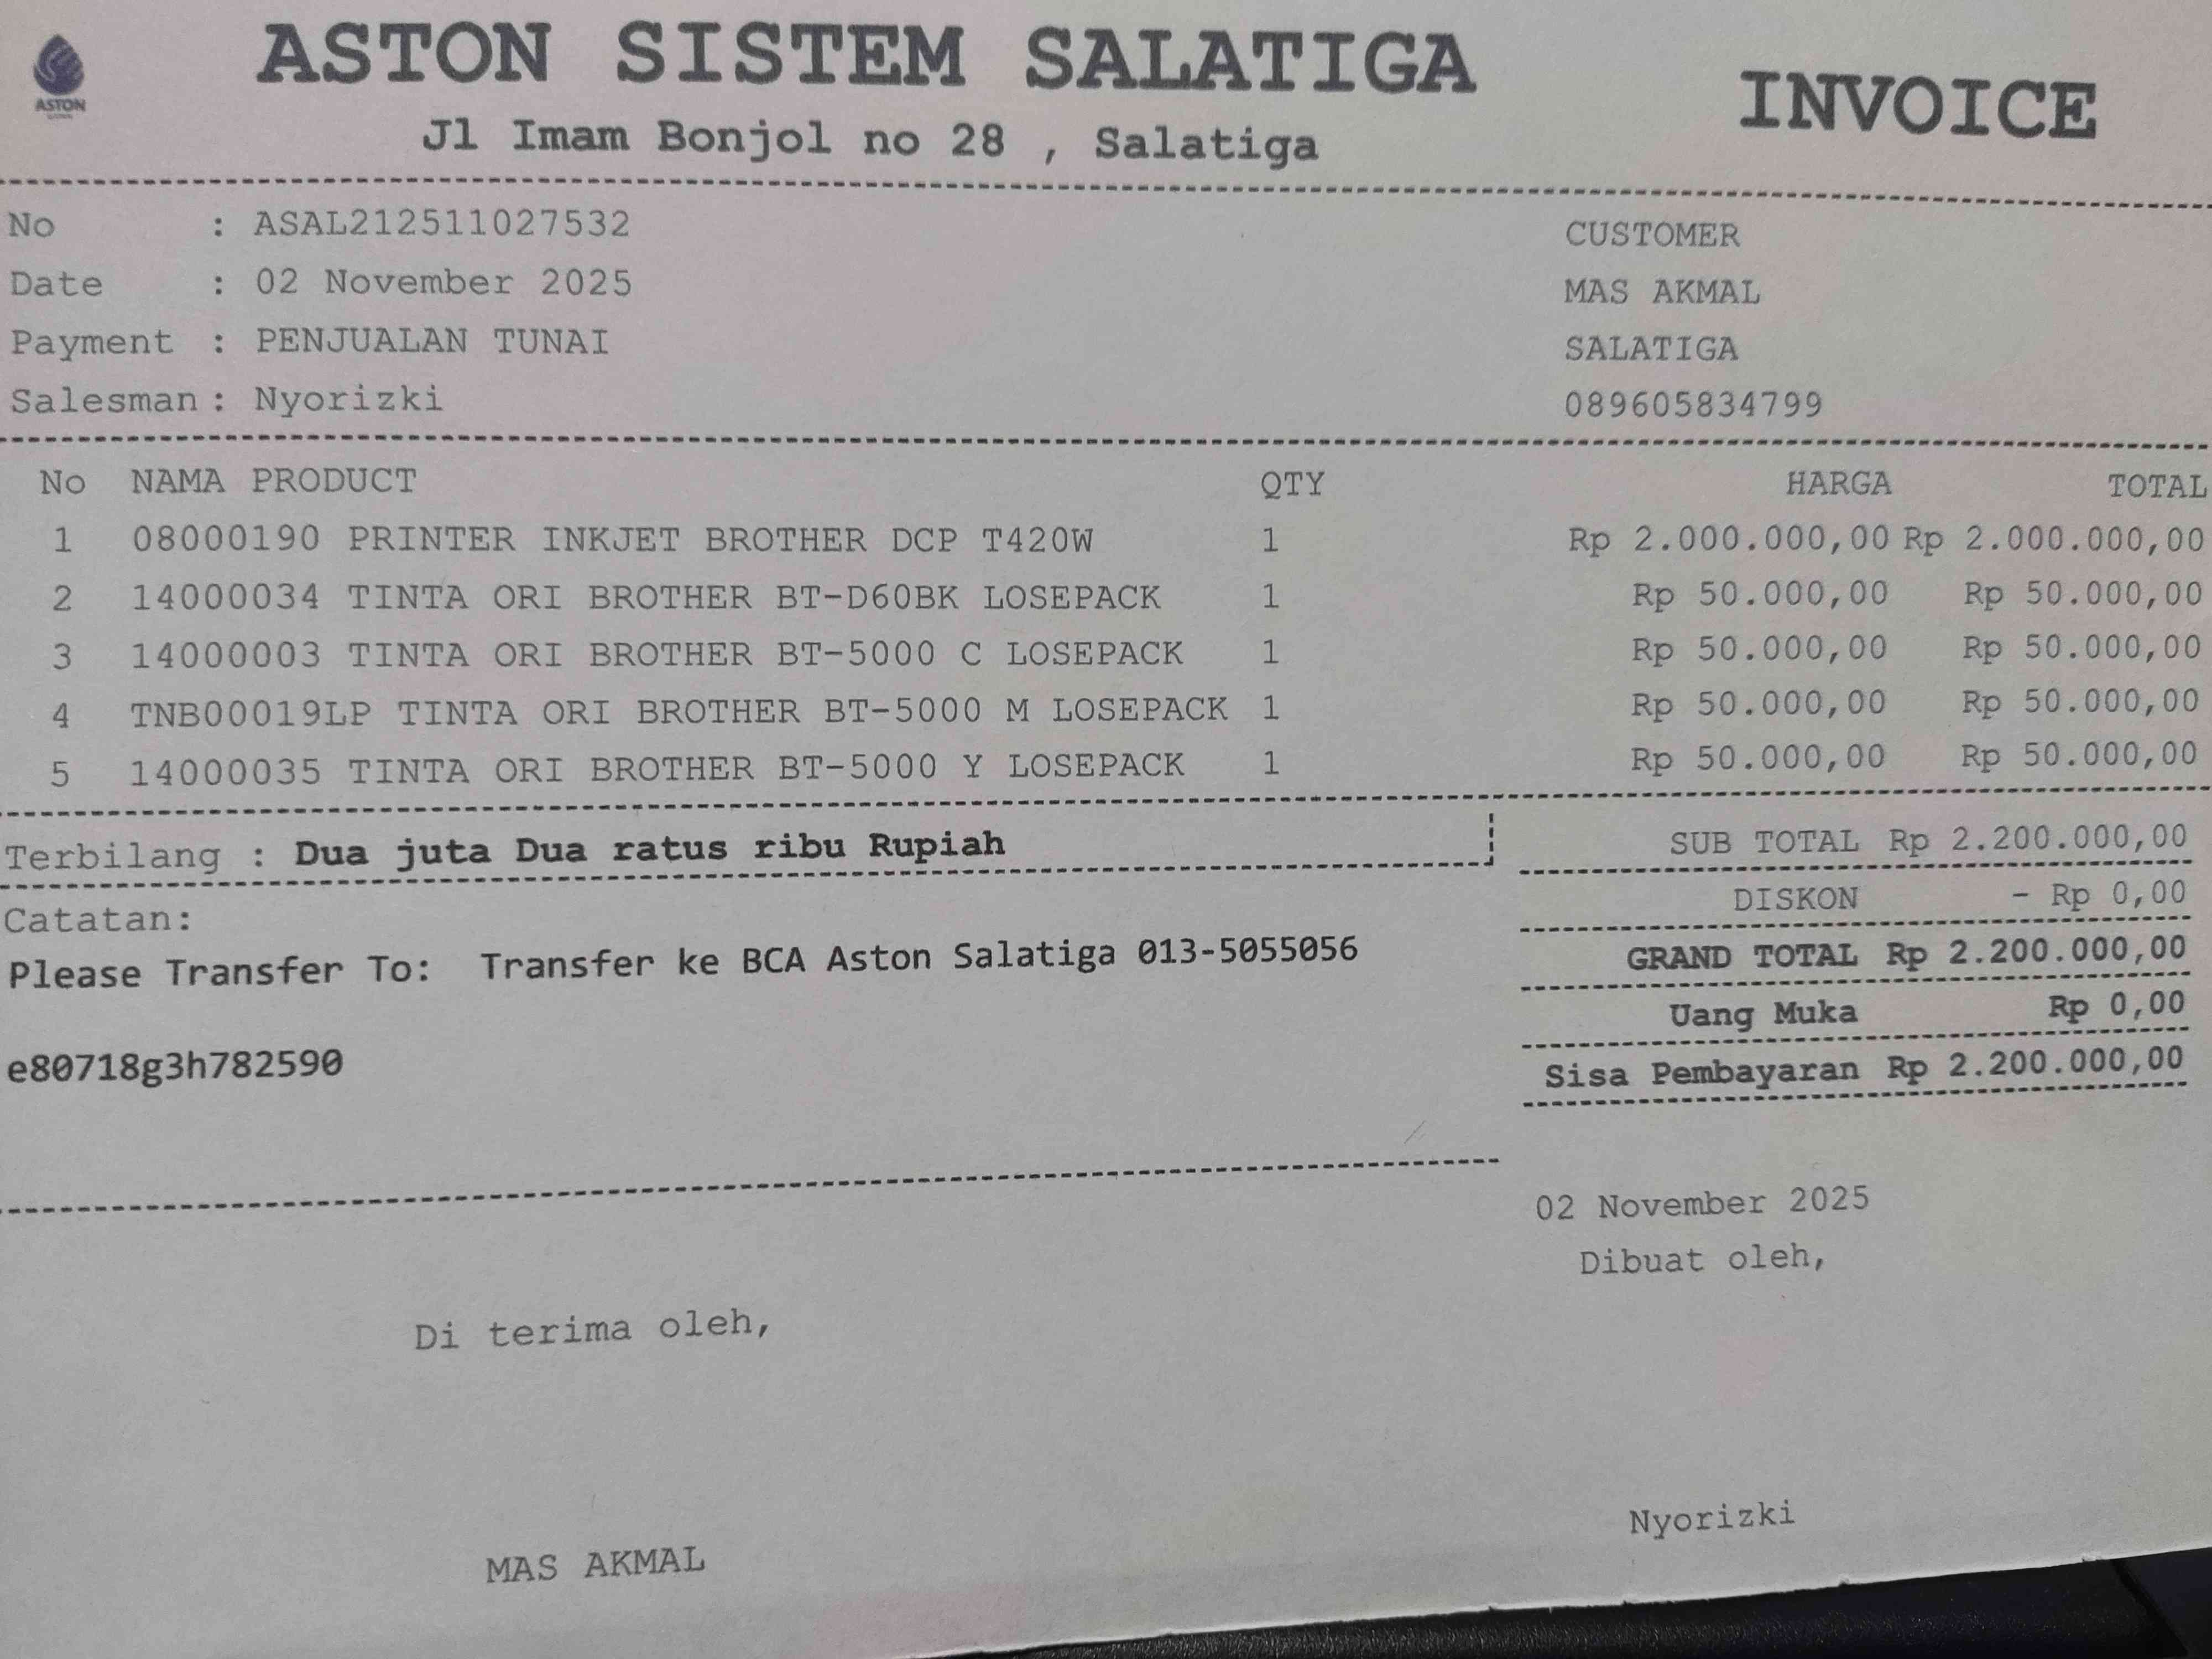 ASTON SISTEM SALATIGA
INVOICE
ASTON
Jl Imam Bonjol no 28 , Salatiga
No : ASAL212511027532
Date : 02 November 2025
Payment : PENJUALAN TUNAI
Salesman : Nyorizki
CUSTOMER
MAS AKMAL
SALATIGA
089605834799
No NAMA PRODUCT QTY HARGA TOTAL
1 08000190 PRINTER INKJET BROTHER DCP T420W 1 Rp 2.000.000,00 Rp 2.000.000,00
2 14000034 TINTA ORI BROTHER BT-D60BK LOSEPACK 1 Rp 50.000,00 Rp 50.000,00
3 14000003 TINTA ORI BROTHER BT-5000 C LOSEPACK 1 Rp 50.000,00 Rp 50.000,00
4 TNB00019LP TINTA ORI BROTHER BT-5000 M LOSEPACK 1 Rp 50.000,00 Rp 50.000,00
5 14000035 TINTA ORI BROTHER BT-5000 Y LOSEPACK 1 Rp 50.000,00 Rp 50.000,00
Terbilang : Dua juta Dua ratus ribu Rupiah
Catatan:
Please Transfer To: Transfer ke BCA Aston Salatiga 013-5055056
e80718g3h782590
SUB TOTAL Rp 2.200.000,00
DISKON - Rp 0,00
GRAND TOTAL Rp 2.200.000,00
Uang Muka Rp 0,00
Sisa Pembayaran Rp 2.200.000,00
02 November 2025
Dibuat oleh,
Di terima oleh,
Nyorizki
MAS AKMAL